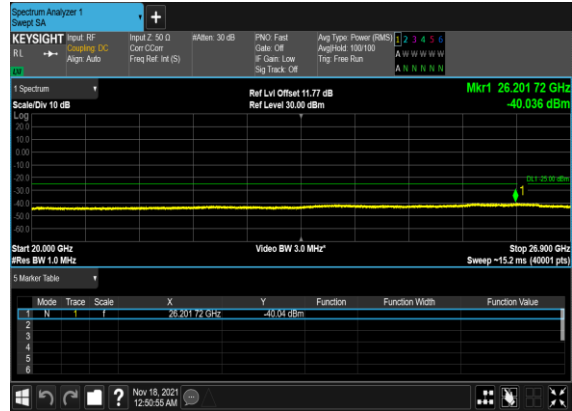 Spectrum Analyzer 1
Swept SA
+
KEYSIGHT Input: RF Input Z: 50 Ω #Atten: 30 dB PNO: Fast Avg Type: Power (RMS) 1 2 3 4 5 6
RL Coupling: DC Corr CCorr Gate: Off Avg|Hold: 100/100 A W W W W W
Align: Auto Freq Ref: Int (S) IF Gain: Low Trig: Free Run
Sig Track: Off A N N N N N
1 Spectrum Ref Lvl Offset 11.77 dB Mkr1 26.201 72 GHz
Scale/Div 10 dB Ref Level 30.00 dBm -40.036 dBm
Log
20.0
10.0
0.00
-10.0
-20.0
DL1 -25.00 dBm
-30.0
1
-40.0
-50.0
-60.0
Start 20.000 GHz Video BW 3.0 MHz* Stop 26.900 GHz
#Res BW 1.0 MHz Sweep ~15.2 ms (40001 pts)
5 Marker Table
Mode Trace Scale X Y Function Function Width Function Value
1 N 1 f 26.201 72 GHz -40.04 dBm
2
3
4
5
6
? Nov 18, 2021
12:50:55 AM